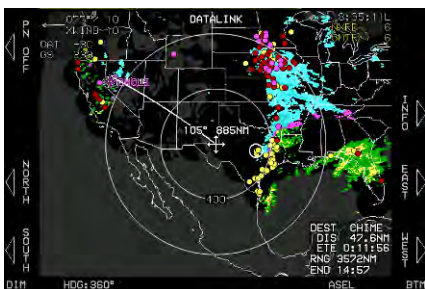 DATALINK
PN OFF
105° 885NM
400
INFO
NORTH
EAST
SOUTH
WEST
DEST CHIME
DIS 47.6NM
ETE 0:11:56
RNG 3572NM
END 14:57
DIM
HDG:360°
ASEL
BTM